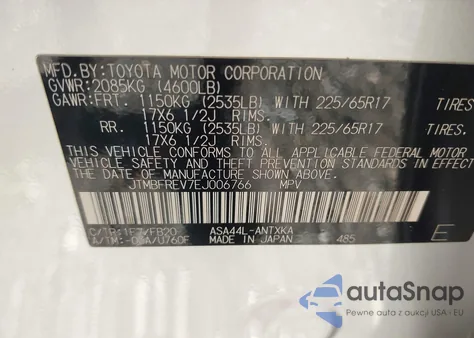 MFD.BY:TOYOTA MOTOR CORPORATION
GVWR:2085KG (4600LB)
GAWR:FRT. 1150KG (2535LB) WITH 225/65R17 TIRES
17X6 1/2J RIMS.
RR. 1150KG (2535LB) WITH 225/65R17 TIRES
17X6 1/2J RIMS.
THIS VEHICLE CONFORMS TO ALL APPLICABLE FEDERAL MOTOR
VEHICLE SAFETY AND THEFT PREVENTION STANDARDS IN EFFECT
THE DATE OF MANUFACTURE SHOWN ABOVE.
JTMBFREV7EJ006766 MPV
C/TR: ASA44L-ANTXKA
A/TM: MADE IN JAPAN 485 E
autoSnap
Pewne auta z aukcji USA i EU